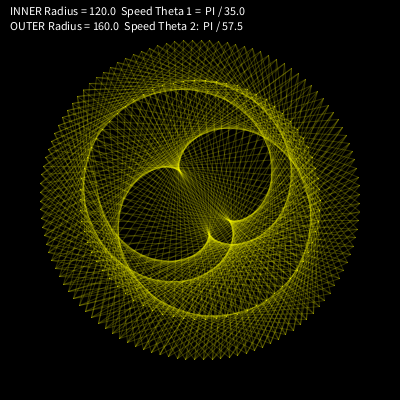 INNER Radius = 120.0  Speed Theta 1 =  PI / 35.0
OUTER Radius = 160.0  Speed Theta 2:  PI / 57.5